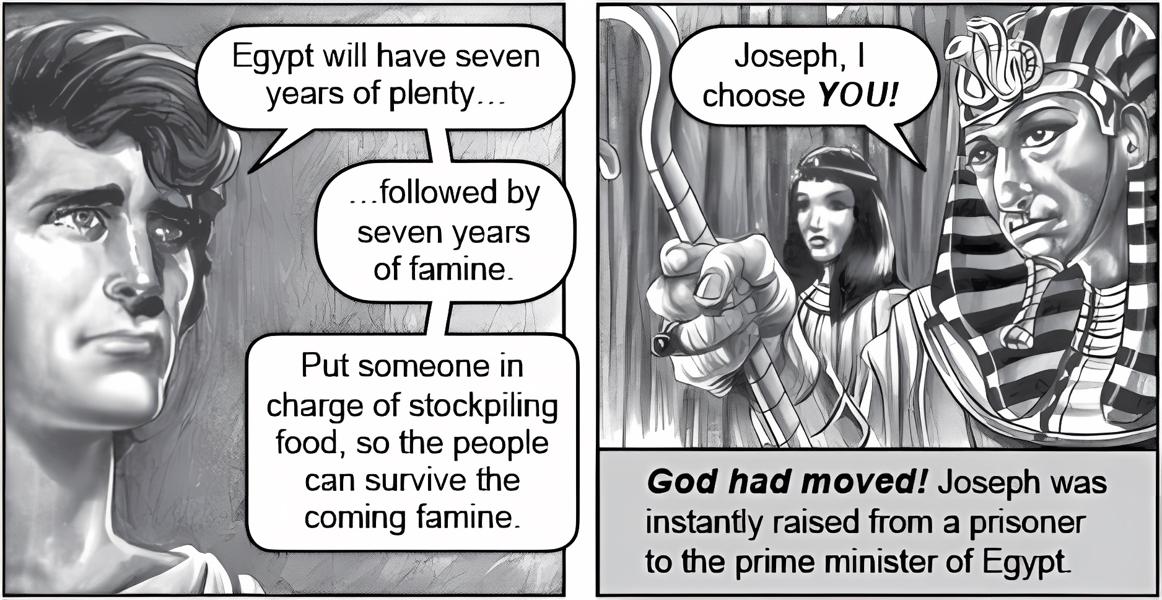 Egypt will have seven
years of plenty...
...followed by
seven years
of famine.
Put someone in
charge of stockpiling
food, so the people
can survive the
coming famine.
Joseph, I
choose YOU!
God had moved! Joseph was
instantly raised from a prisoner
to the prime minister of Egypt.